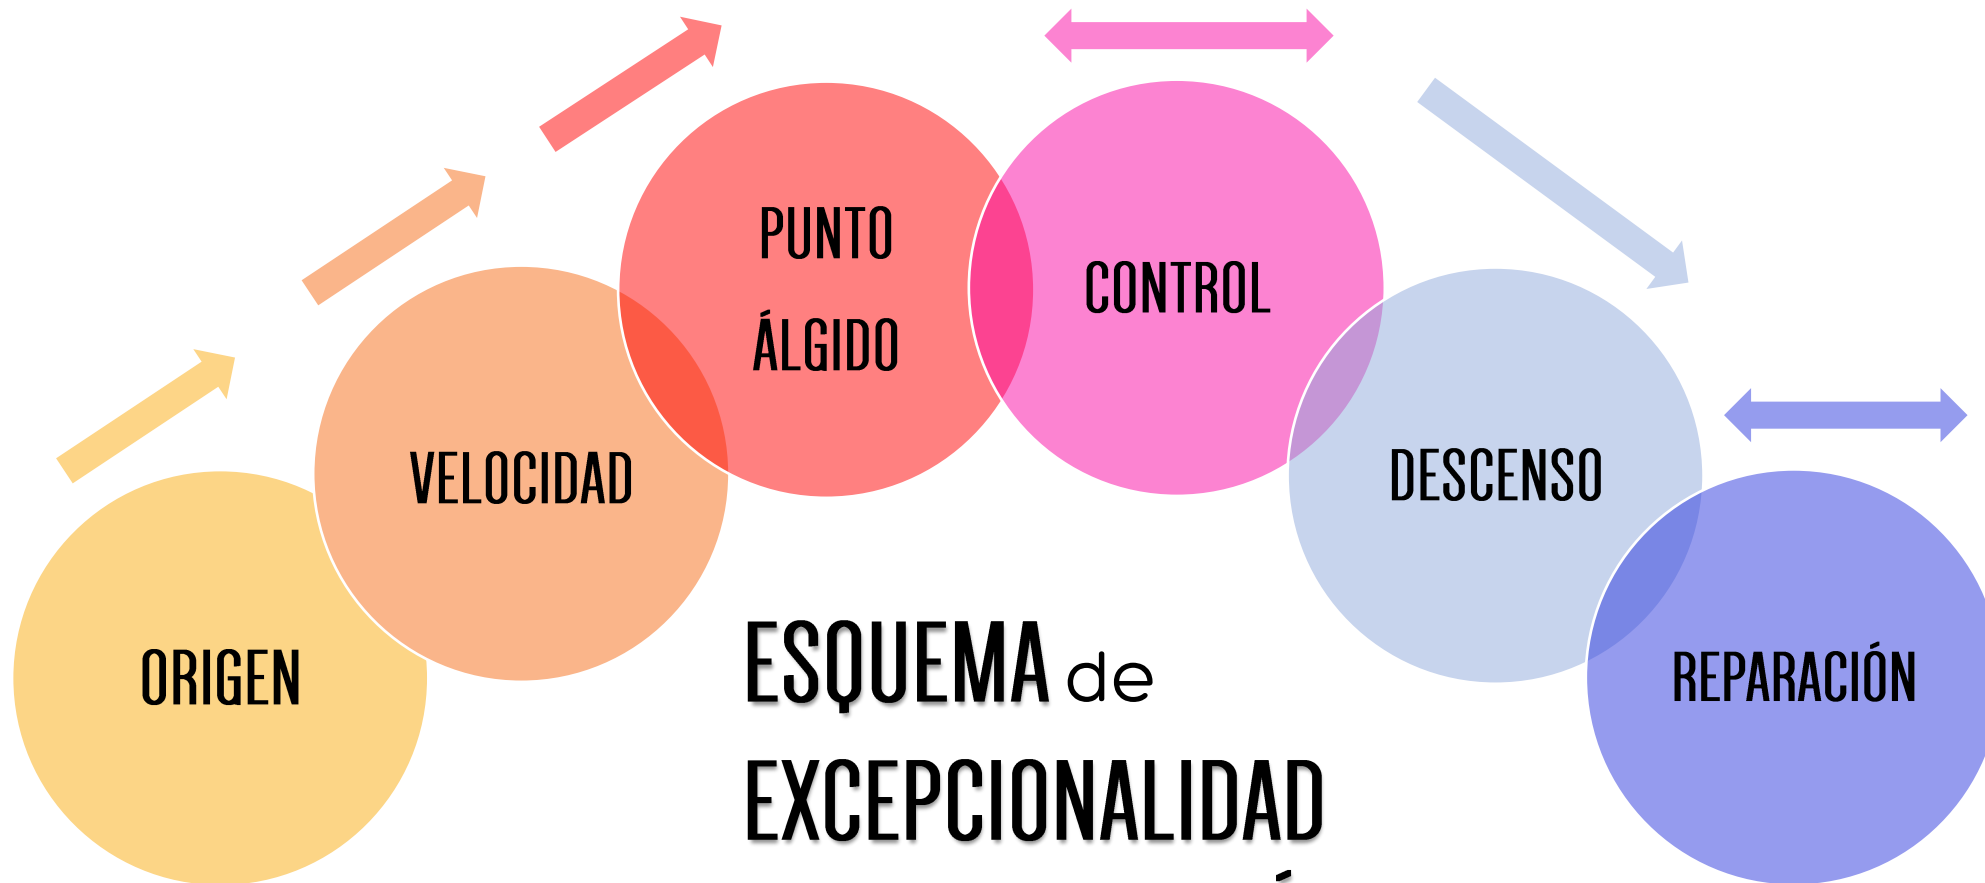 ORIGEN
VELOCIDAD
PUNTO
ÁLGIDO
CONTROL
DESCENSO
REPARACIÓN
ESQUEMA de
EXCEPCIONALIDAD